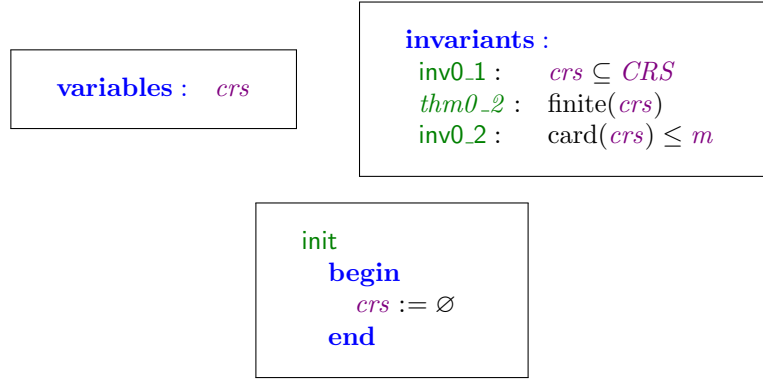 variables : crs
invariants :
inv0_1 : crs ⊆ CRS
thm0_2 : finite(crs)
inv0_2 : card(crs) ≤ m
init
begin
crs := ∅
end